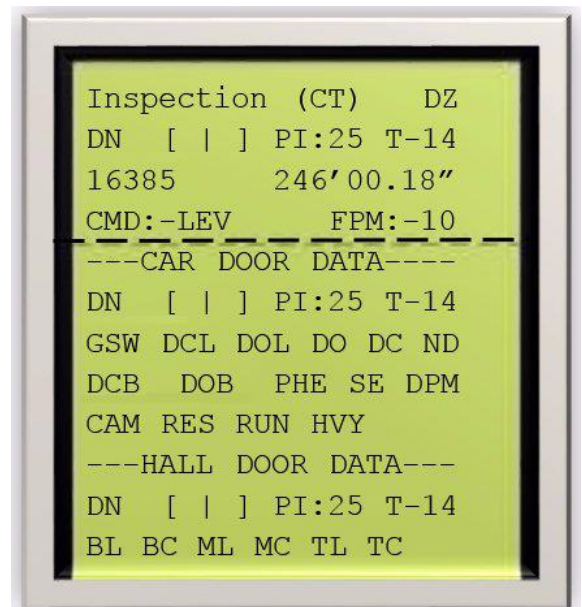 Inspection (CT) DZ
DN [ | ] PI:25 T-14
16385 246′00.18″
CMD:-LEV FPM:-10
---CAR DOOR DATA----
DN [ | ] PI:25 T-14
GSW DCL DOL DO DC ND
DCB DOB PHE SE DPM
CAM RES RUN HVY
---HALL DOOR DATA---
DN [ | ] PI:25 T-14
BL BC ML MC TL TC